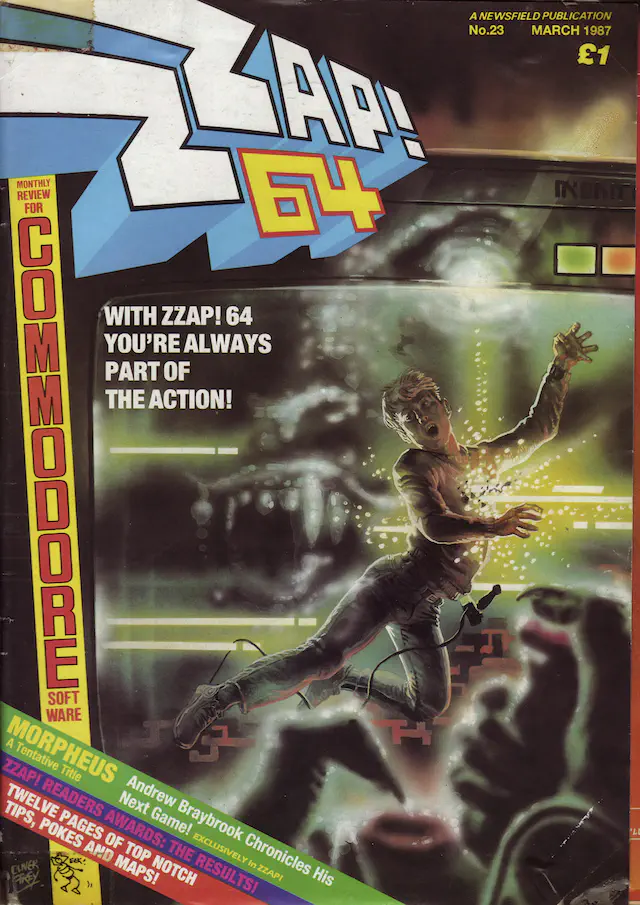 A NEWSFIELD PUBLICATION
No.23 MARCH 1987
£1
ZZAP!
64
MONTHLY
REVIEW
FOR
COMMODORE
SOFT
WARE
WITH ZZAP! 64
YOU'RE ALWAYS
PART OF
THE ACTION!
MORPHEUS
A Tentative Title
Andrew Braybrook Chronicles His
Next Game! EXCLUSIVELY In ZZAP!
ZZAP! READERS AWARDS: THE RESULTS!
TWELVE PAGES OF TOP NOTCH
TIPS, POKES AND MAPS!
EEK!